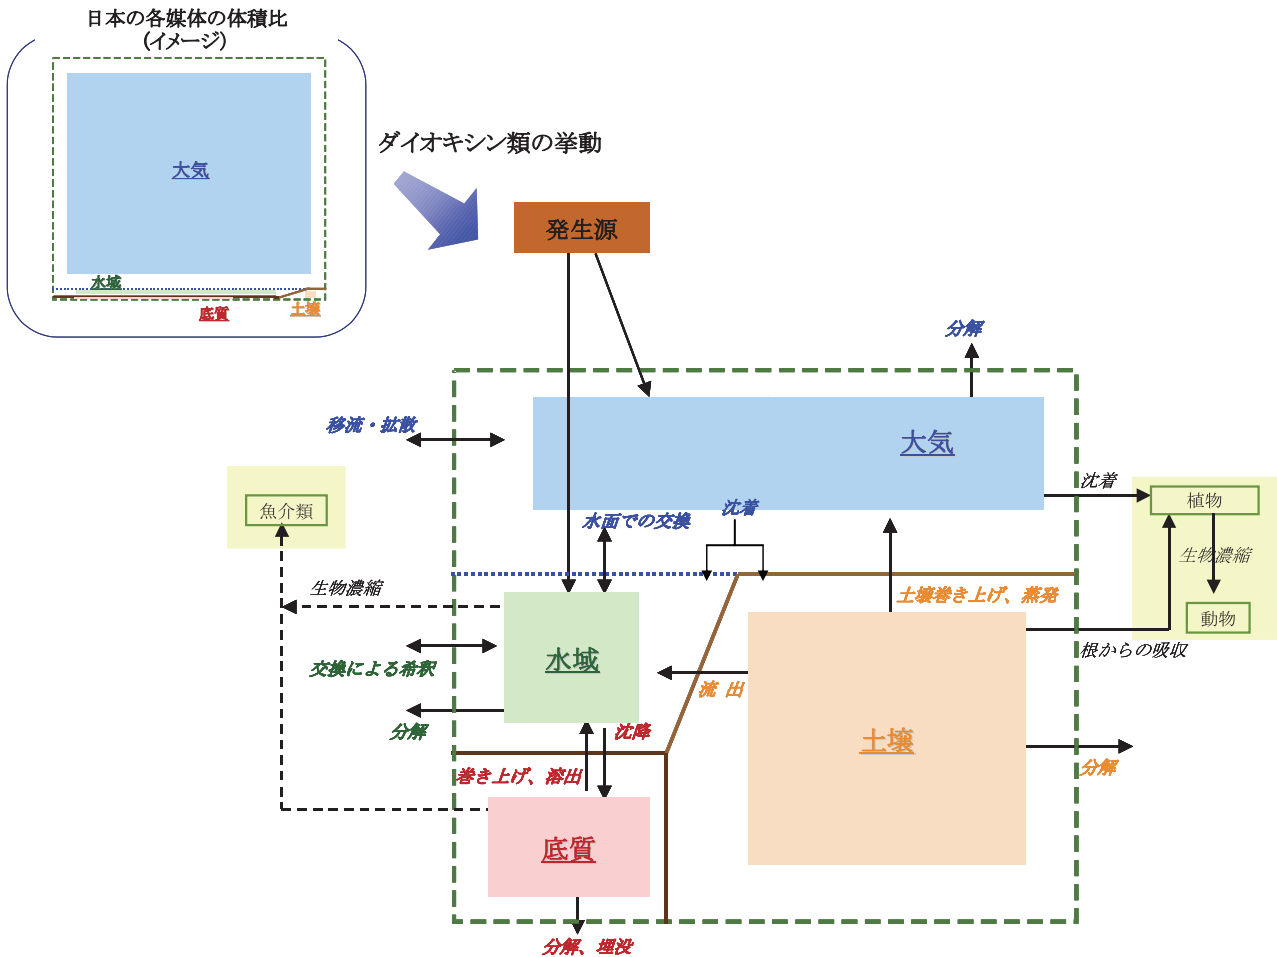 日本の各媒体の体積比
(イメージ)
大気
水域
底質
土壌
ダイオキシン類の挙動
発生源
分解
移流・拡散
大気
沈着
植物
魚介類
水面での交換
沈着
生物濃縮
生物濃縮
土壌巻き上げ、蒸発
動物
根からの吸収
交換による希釈
水域
流 出
分解
沈降
土壌
巻き上げ、溶出
分解
底質
分解、埋没